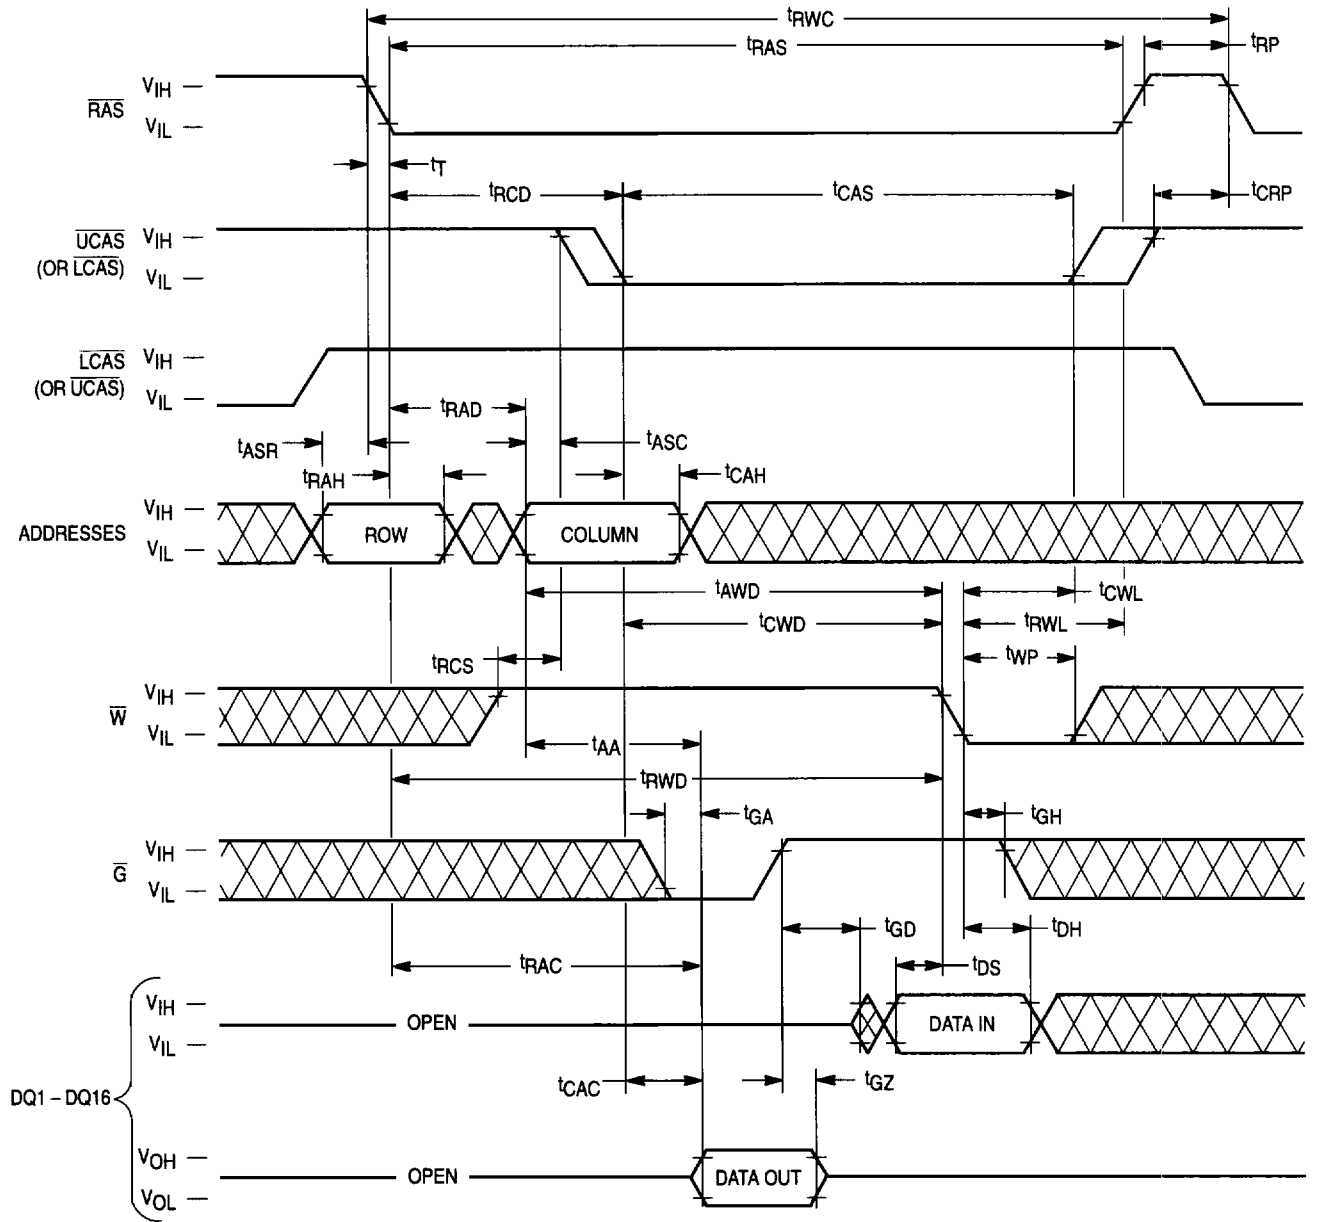 tRWC
tRAS
tRP
RAS
VIH
VIL
tT
tRCD
tCAS
tCRP
UCAS
(OR LCAS)
VIH
VIL
LCAS
(OR UCAS)
VIH
VIL
tRAD
tASR
tASC
tRAH
tCAH
ADDRESSES
VIH
VIL
ROW
COLUMN
tAWD
tCWL
tCWD
tRWL
tRCS
tWP
W
VIH
VIL
tAA
tRWD
tGA
tGH
G
VIH
VIL
tGD
tDH
tRAC
tDS
VIH
VIL
OPEN
DATA IN
DQ1 – DQ16
tCAC
tGZ
VOH
VOL
OPEN
DATA OUT